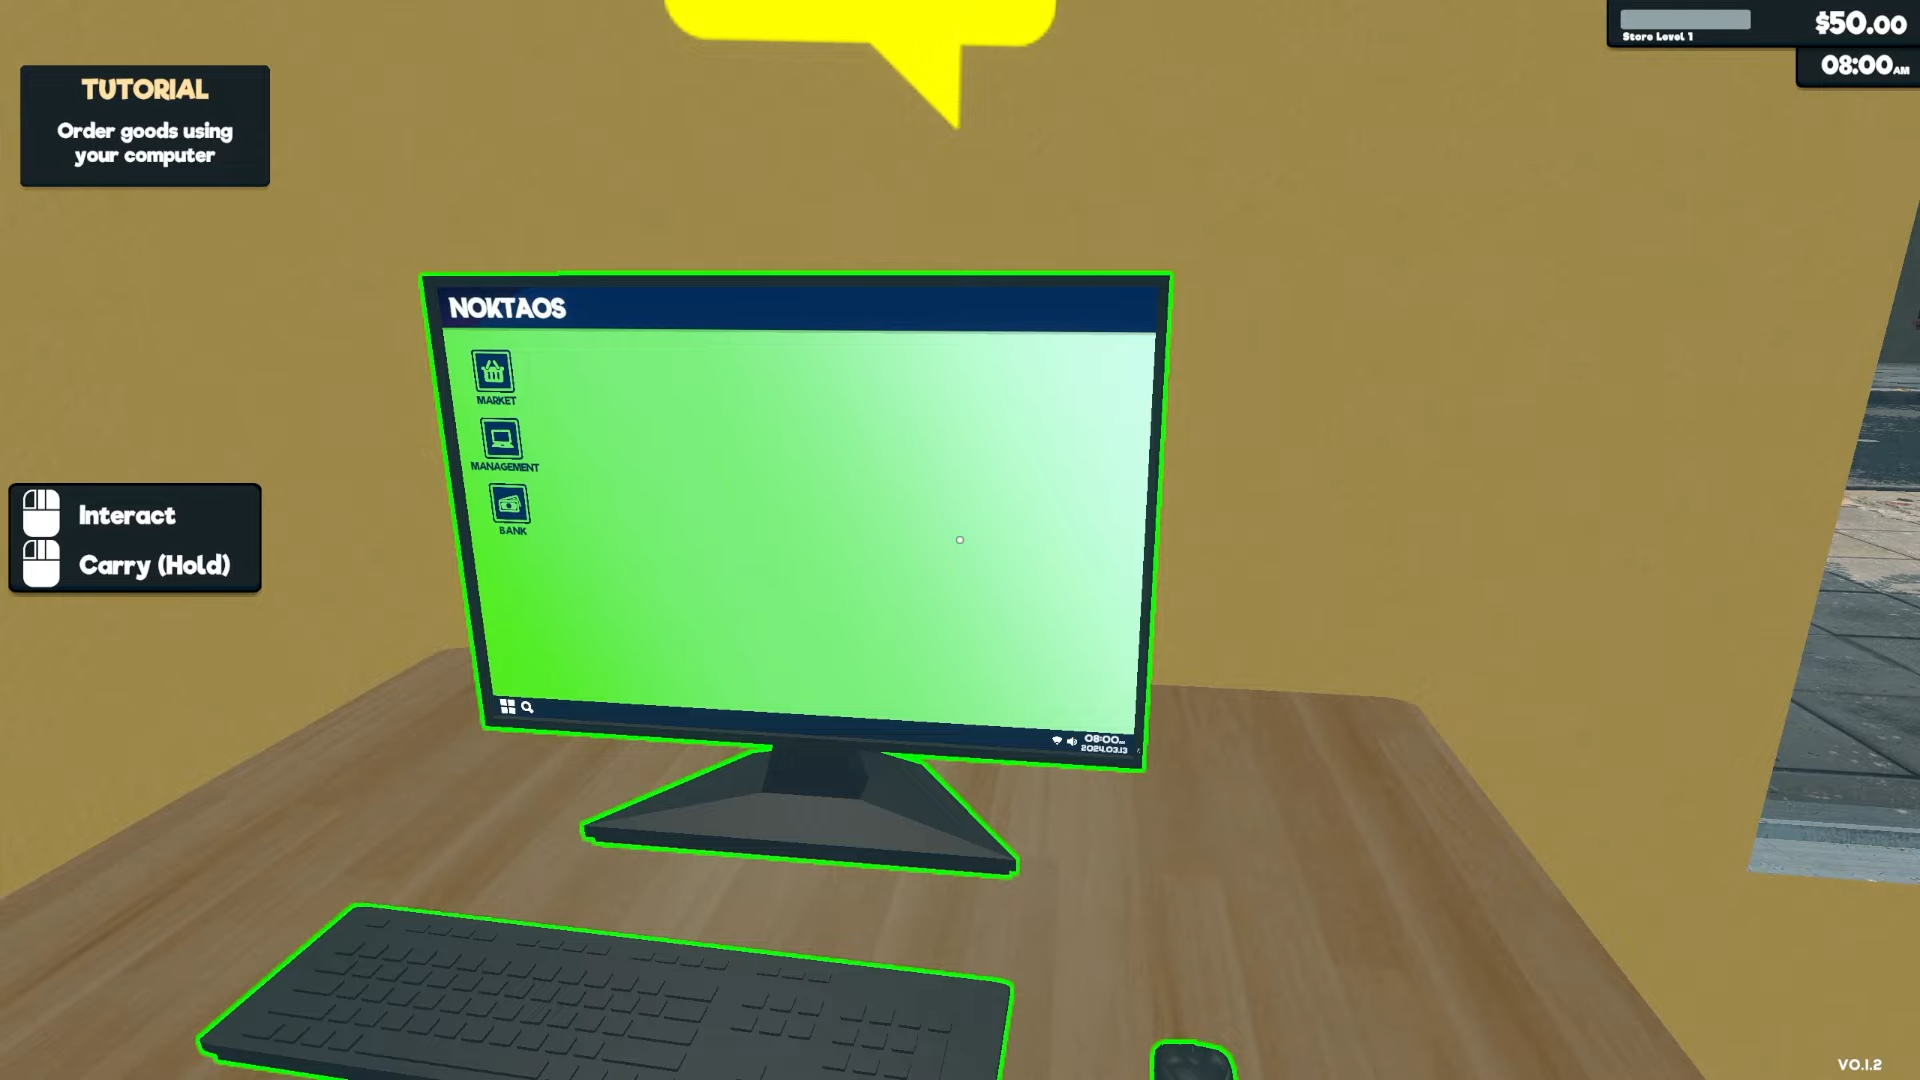 TUTORIAL
Order goods using
your computer
$50.00
Store Level 1
08:00AM
NOKTAOS
MARKET
MANAGEMENT
BANK
Interact
Carry (Hold)
08:00AM
2024.03.13
V0.1.2